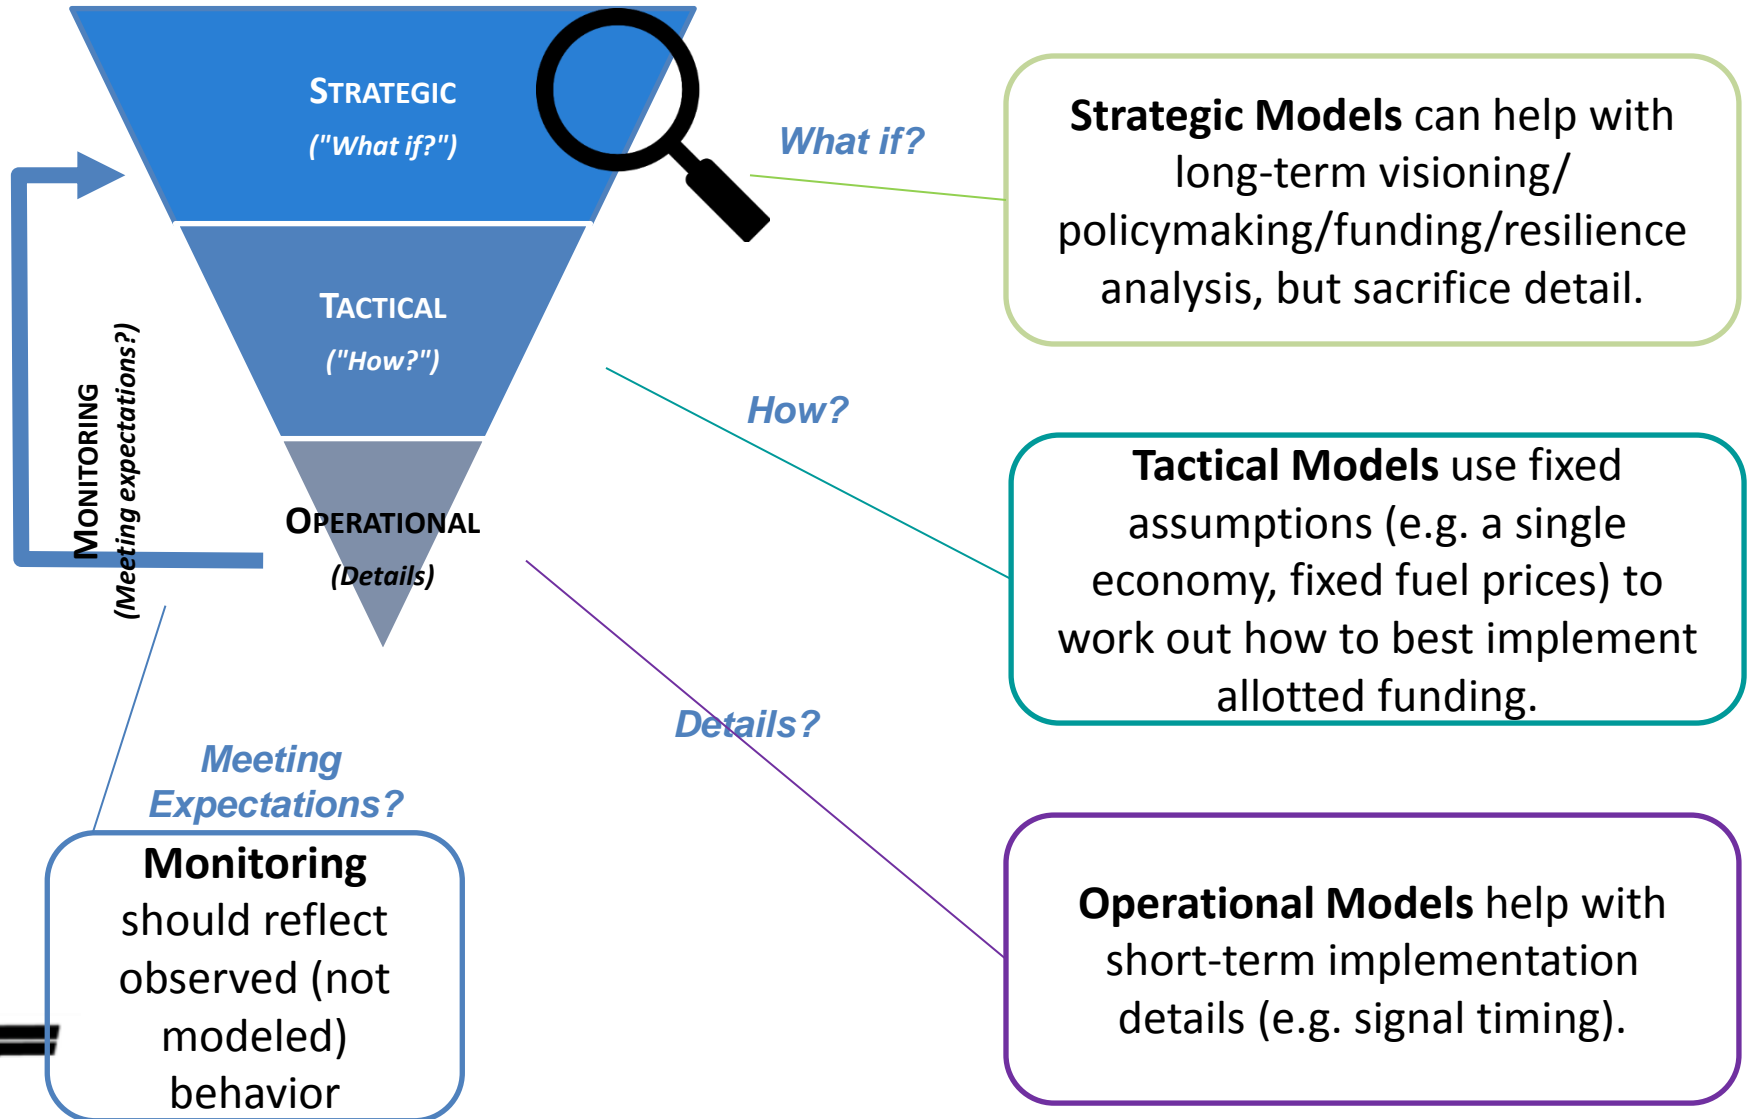 STRATEGIC
("What if?")
TACTICAL
("How?")
OPERATIONAL
(Details)
MONITORING
(Meeting expectations?)
What if?
Strategic Models can help with
long-term visioning/
policymaking/funding/resilience
analysis, but sacrifice detail.
How?
Tactical Models use fixed
assumptions (e.g. a single
economy, fixed fuel prices) to
work out how to best implement
allotted funding.
Details?
Operational Models help with
short-term implementation
details (e.g. signal timing).
Meeting
Expectations?
Monitoring
should reflect
observed (not
modeled)
behavior